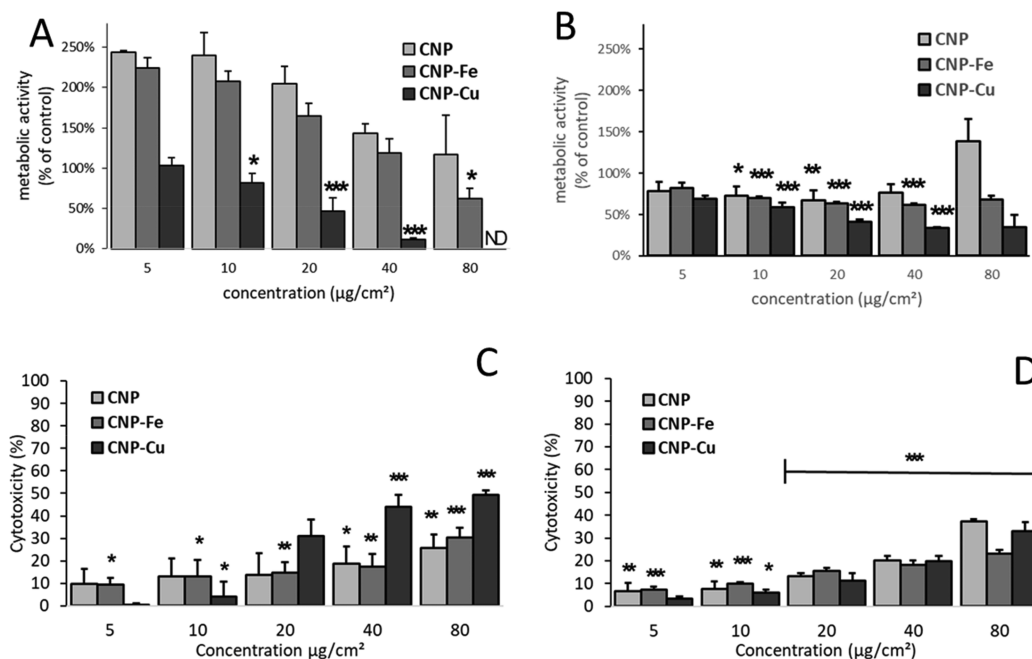 A
250%
200%
150%
100%
50%
0%
metabolic activity
(% of control)
CNP
CNP-Fe
CNP-Cu
*
***
***
*
ND
5 10 20 40 80
concentration (µg/cm²)
B
250%
200%
150%
100%
50%
0%
metabolic activity
(% of control)
CNP
CNP-Fe
CNP-Cu
* *** *** ** *** *** *** ***
5 10 20 40 80
concentration (µg/cm²)
C
100
90
80
70
60
50
40
30
20
10
0
Cytotoxicity (%)
CNP
CNP-Fe
CNP-Cu
* * * ** * ** *** ** *** ***
5 10 20 40 80
Concentration µg/cm²
D
100
90
80
70
60
50
40
30
20
10
0
Cytotoxicity (%)
CNP
CNP-Fe
CNP-Cu
***
** *** ** *** *
5 10 20 40 80
Concentration (µg/cm²)